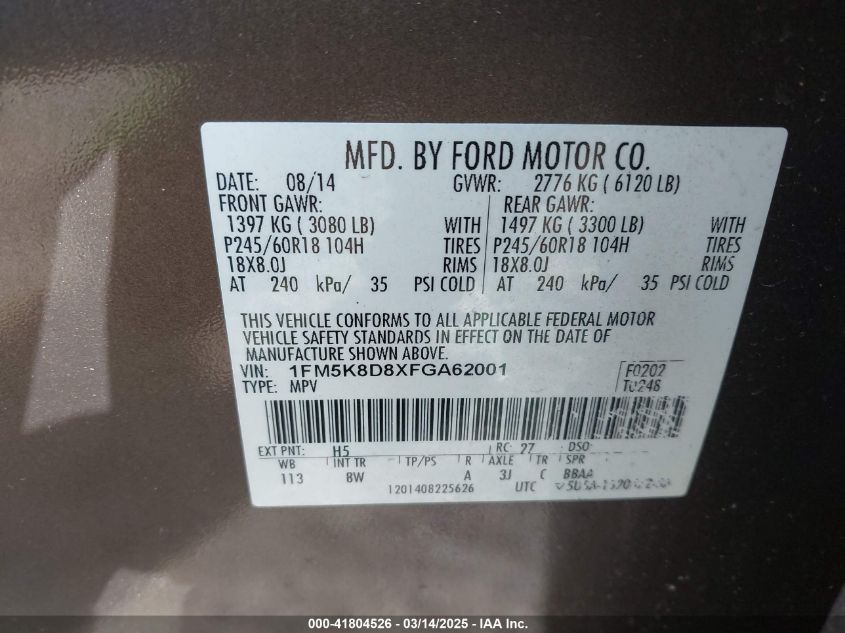 MFD. BY FORD MOTOR CO.
DATE: 08/14 GVWR: 2776 KG ( 6120 LB)
FRONT GAWR: REAR GAWR:
1397 KG ( 3080 LB) WITH 1497 KG ( 3300 LB) WITH
P245/60R18 104H TIRES P245/60R18 104H TIRES
18X8.0J RIMS 18X8.0J RIMS
AT 240 kPa/ 35 PSI COLD AT 240 kPa/ 35 PSI COLD
THIS VEHICLE CONFORMS TO ALL APPLICABLE FEDERAL MOTOR
VEHICLE SAFETY STANDARDS IN EFFECT ON THE DATE OF
MANUFACTURE SHOWN ABOVE.
VIN: 1FM5K8D8XFGA62001 F0202
TYPE: MPV T0248
EXT PNT: H5 RC: 27 DSO:
WB INT TR TP/PS R AXLE TR SPR
113 8W A 3J C BBAA
1201408225626 UTC
000-41804526 - 03/14/2025 - IAA Inc.